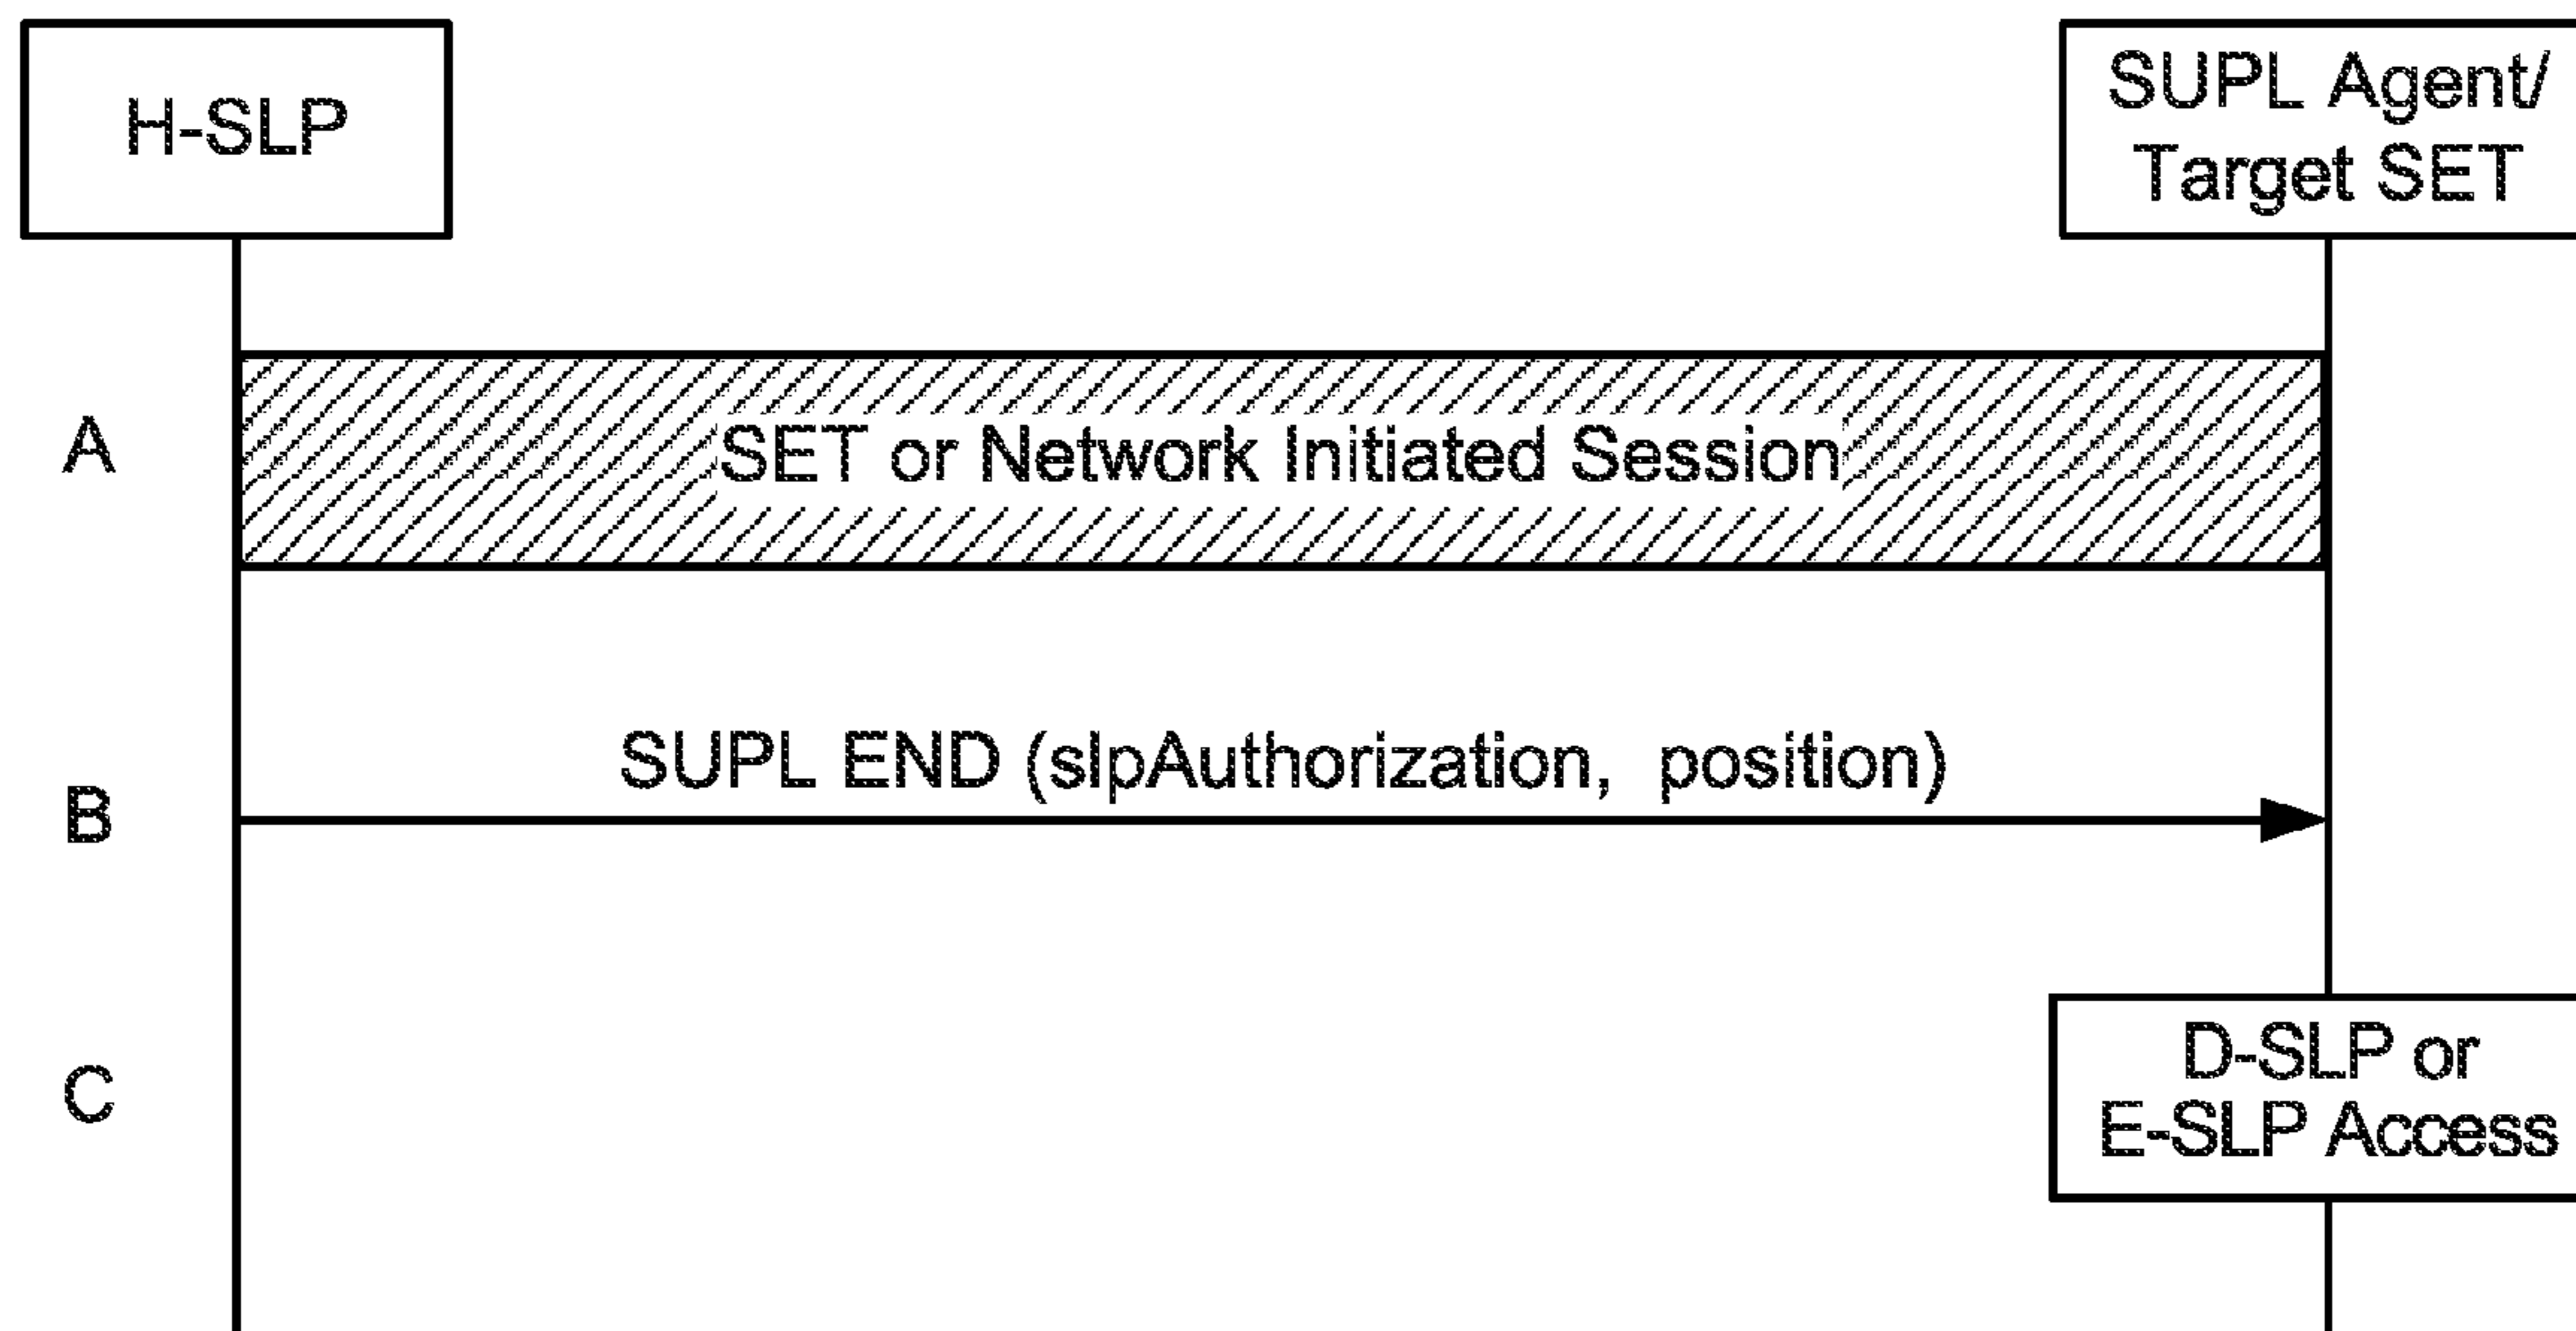 H-SLP
SUPL Agent/
Target SET
A
SET or Network Initiated Session
SUPL END (slpAuthorization, position)
B
D-SLP or
E-SLP Access
C